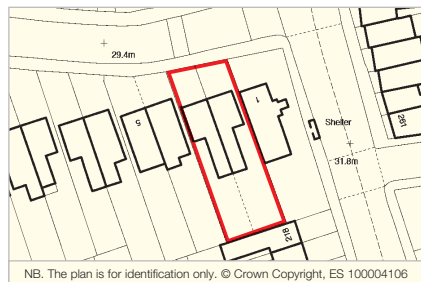 29.4m
5
1
Shelter
261
31.8m
218
NB. The plan is for identification only. © Crown Copyright, ES 100004106